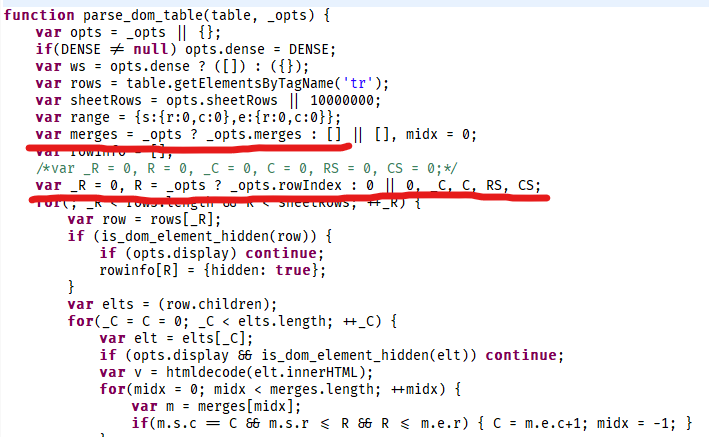 function parse_dom_table(table, _opts) {
    var opts = _opts || {};
    if(DENSE != null) opts.dense = DENSE;
    var ws = opts.dense ? ([]) : ({});
    var rows = table.getElementsByTagName('tr');
    var sheetRows = opts.sheetRows || 10000000;
    var range = {s:{r:0,c:0},e:{r:0,c:0}};
    var merges = _opts ? _opts.merges : [] || [], midx = 0;
    var rowinfo = [];
    /*var _R = 0, R = 0, _C = 0, C = 0, RS = 0, CS = 0;*/
    var _R = 0, R = _opts ? _opts.rowIndex : 0 || 0, _C, C, RS, CS;
    for(; _R < rows.length && R < sheetRows; ++_R) {
        var row = rows[_R];
        if (is_dom_element_hidden(row)) {
            if (opts.display) continue;
            rowinfo[R] = {hidden: true};
        }
        var elts = (row.children);
        for(_C = C = 0; _C < elts.length; ++_C) {
            var elt = elts[_C];
            if (opts.display && is_dom_element_hidden(elt)) continue;
            var v = htmldecode(elt.innerHTML);
            for(midx = 0; midx < merges.length; ++midx) {
                var m = merges[midx];
                if(m.s.c == C && m.s.r <= R && R <= m.e.r) { C = m.e.c+1; midx = -1; }